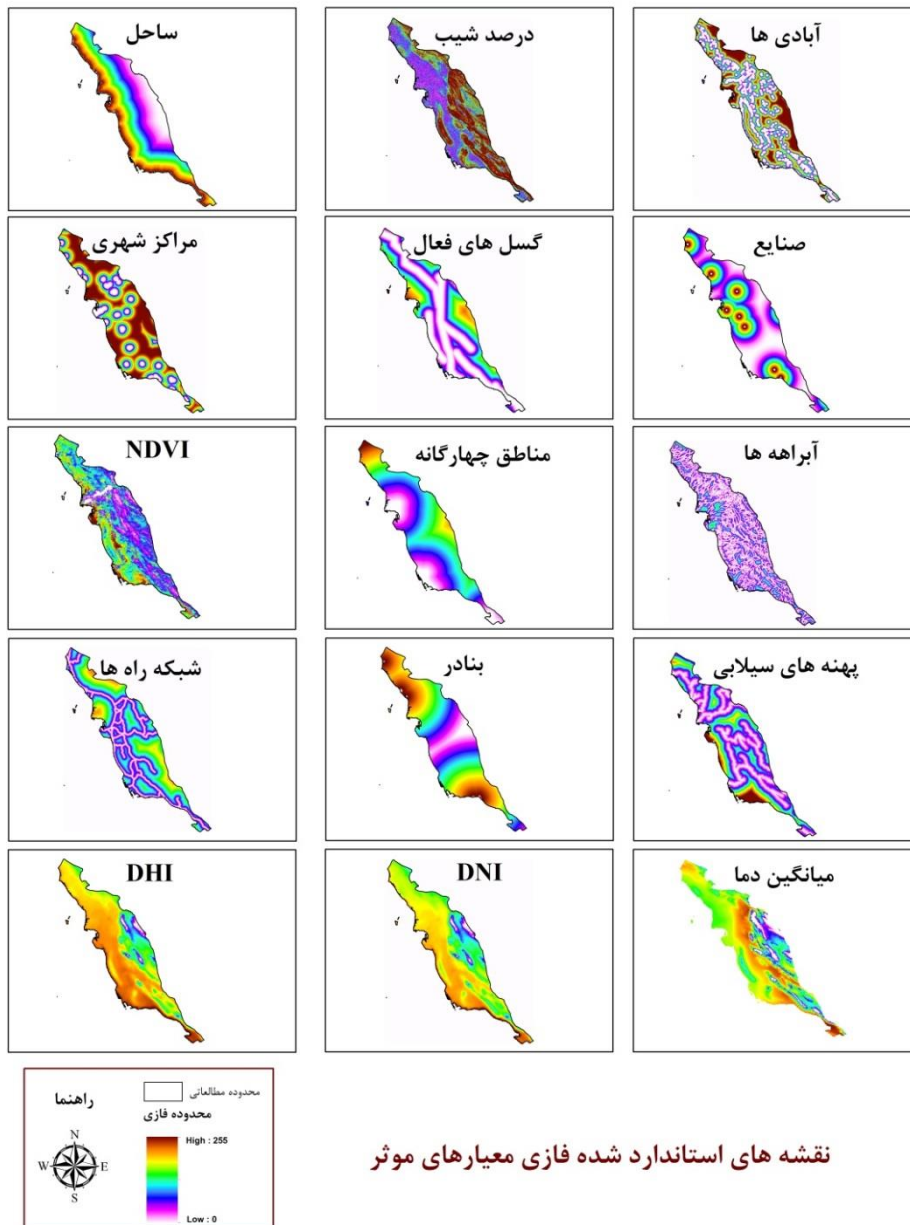 آبادی ها
درصد شیب
ساحل
صنایع
گسل های فعال
مراکز شهری
آبراهه ها
مناطق چهارگانه
NDVI
پهنه های سیلابی
بنادر
شبکه راه ها
میانگین دما
DNI
DHI
راهنما
محدوده مطالعاتی
محدوده فازی
High : 255
Low : 0
N
W E
S
نقشه های استاندارد شده فازی معیارهای موثر